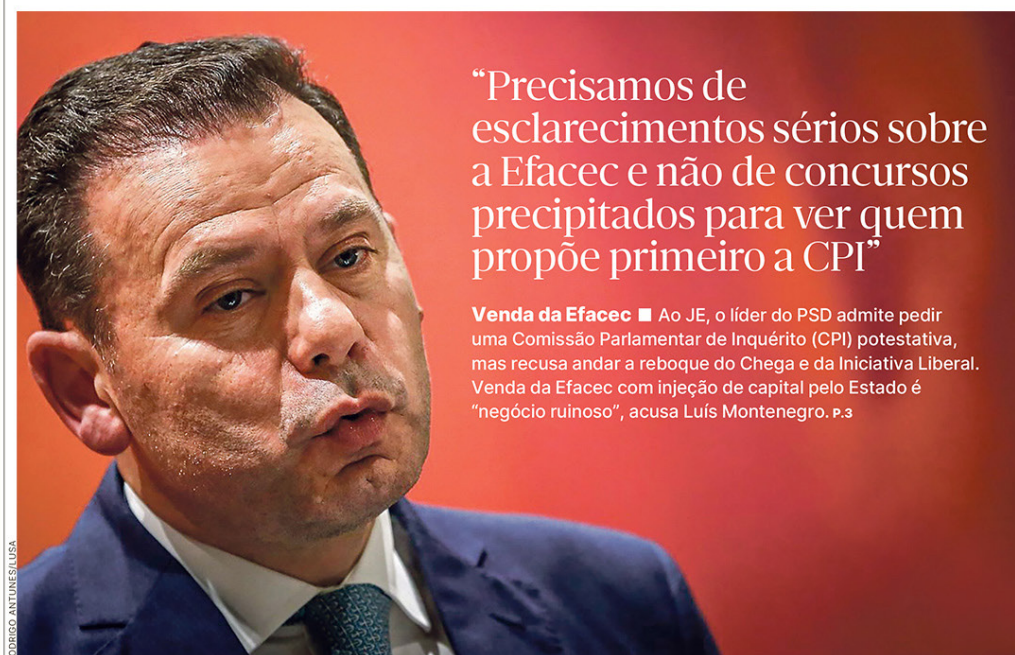 “Precisamos de
esclarecimentos sérios sobre
a Efacec e não de concursos
precipitados para ver quem
propõe primeiro a CPI”
Venda da Efacec ■ Ao JE, o líder do PSD admite pedir
uma Comissão Parlamentar de Inquérito (CPI) potestativa,
mas recusa andar a reboque do Chega e da Iniciativa Liberal.
Venda da Efacec com injeção de capital pelo Estado é
“negócio ruinoso”, acusa Luís Montenegro. P.3
ODRIGO ANTUNES/LUSA